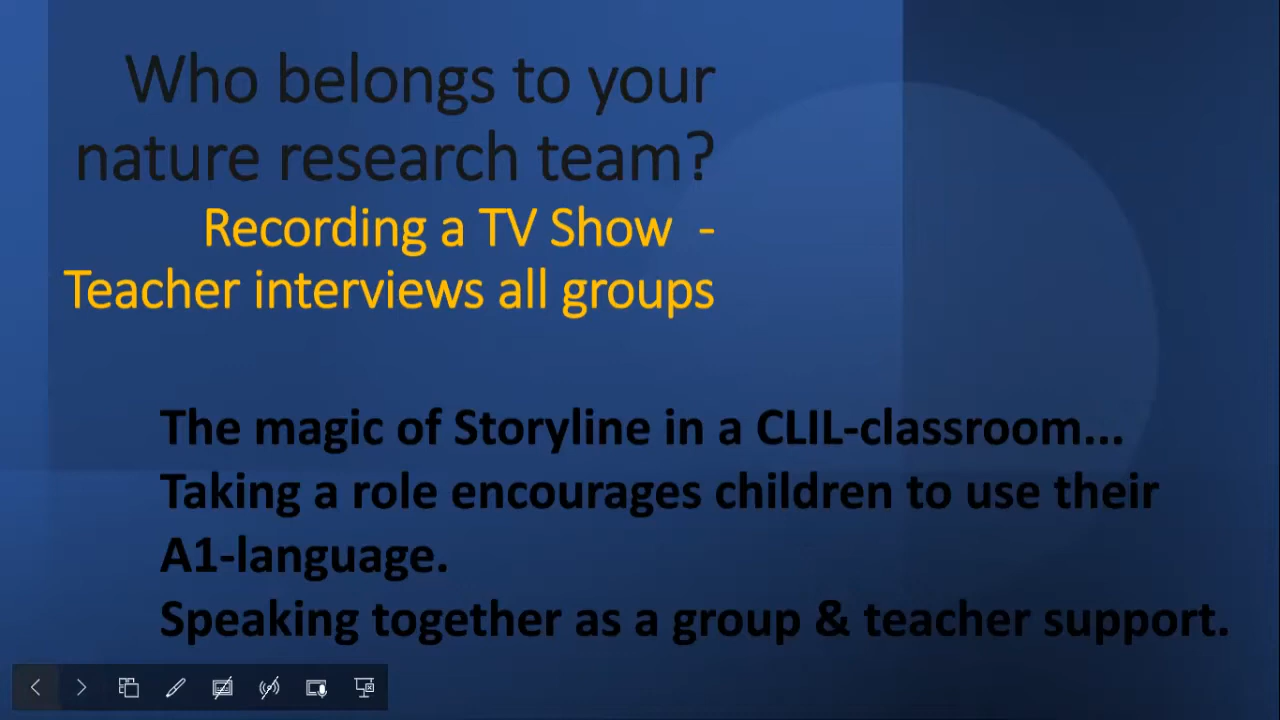 Who belongs to your
nature research team?
Recording a TV Show -
Teacher interviews all groups
The magic of Storyline in a CLIL-classroom...
Taking a role encourages children to use their
A1-language.
Speaking together as a group & teacher support.